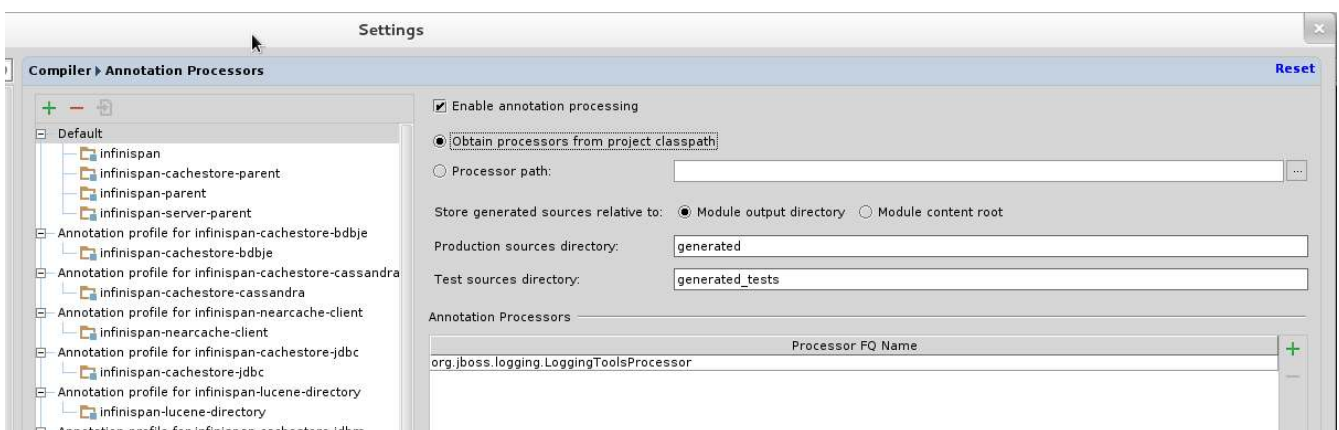 Settings
Compiler Annotation Processors
Reset
Default
infinispan
infinispan-cachestore-parent
infinispan-parent
infinispan-server-parent
Annotation profile for infinispan-cachestore-bdbje
infinispan-cachestore-bdbje
Annotation profile for infinispan-cachestore-cassandra
infinispan-cachestore-cassandra
Annotation profile for infinispan-nearcache-client
infinispan-nearcache-client
Annotation profile for infinispan-cachestore-jdbc
infinispan-cachestore-jdbc
Annotation profile for infinispan-lucene-directory
infinispan-lucene-directory
Enable annotation processing
Obtain processors from project classpath
Processor path:
...
Store generated sources relative to: Module output directory Module content root
Production sources directory: generated
Test sources directory: generated_tests
Annotation Processors
Processor FQ Name
org.jboss.logging.LoggingToolsProcessor